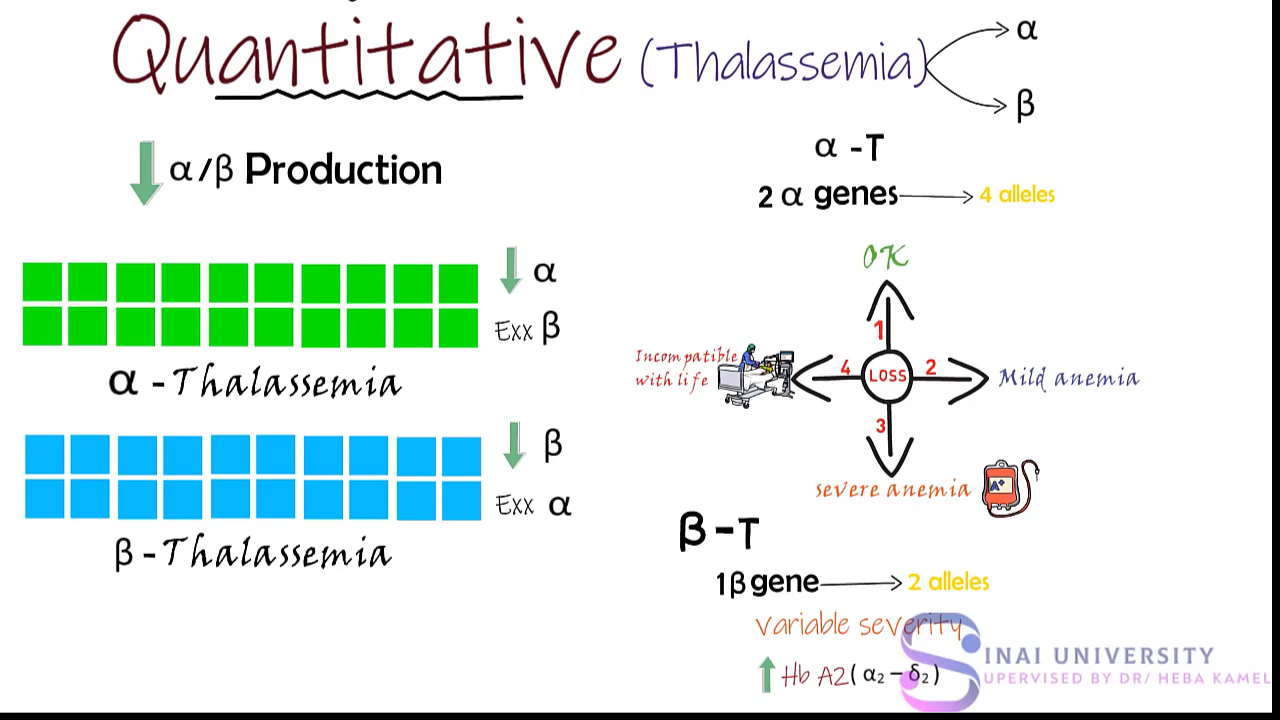 Quantitative (Thalassemia)
α
β
α/β Production
α
Exx β
α - Thalassemia
β
Exx α
β - Thalassemia
α - T
2 α genes 4 alleles
OK
1
Incompatible
with life
4
LOSS
2
Mild anemia
3
severe anemia
A+
β - T
1β gene 2 alleles
variable severity
Hb A2 (α₂ – δ₂)
SINAI UNIVERSITY
SUPERVISED BY DR/ HEBA KAMEL